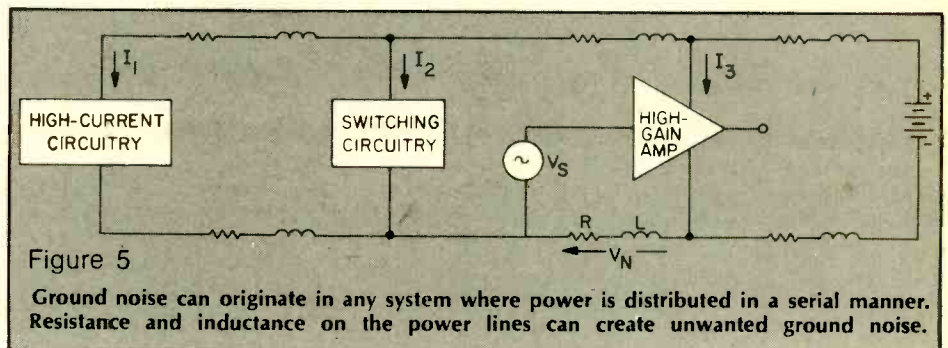 I₁
I₂
I₃
+
HIGH-CURRENT
CIRCUITRY
SWITCHING
CIRCUITRY
HIGH-
GAIN
AMP
V_S
-
R
L
V_N
Figure 5
Ground noise can originate in any system where power is distributed in a serial manner.
Resistance and inductance on the power lines can create unwanted ground noise.